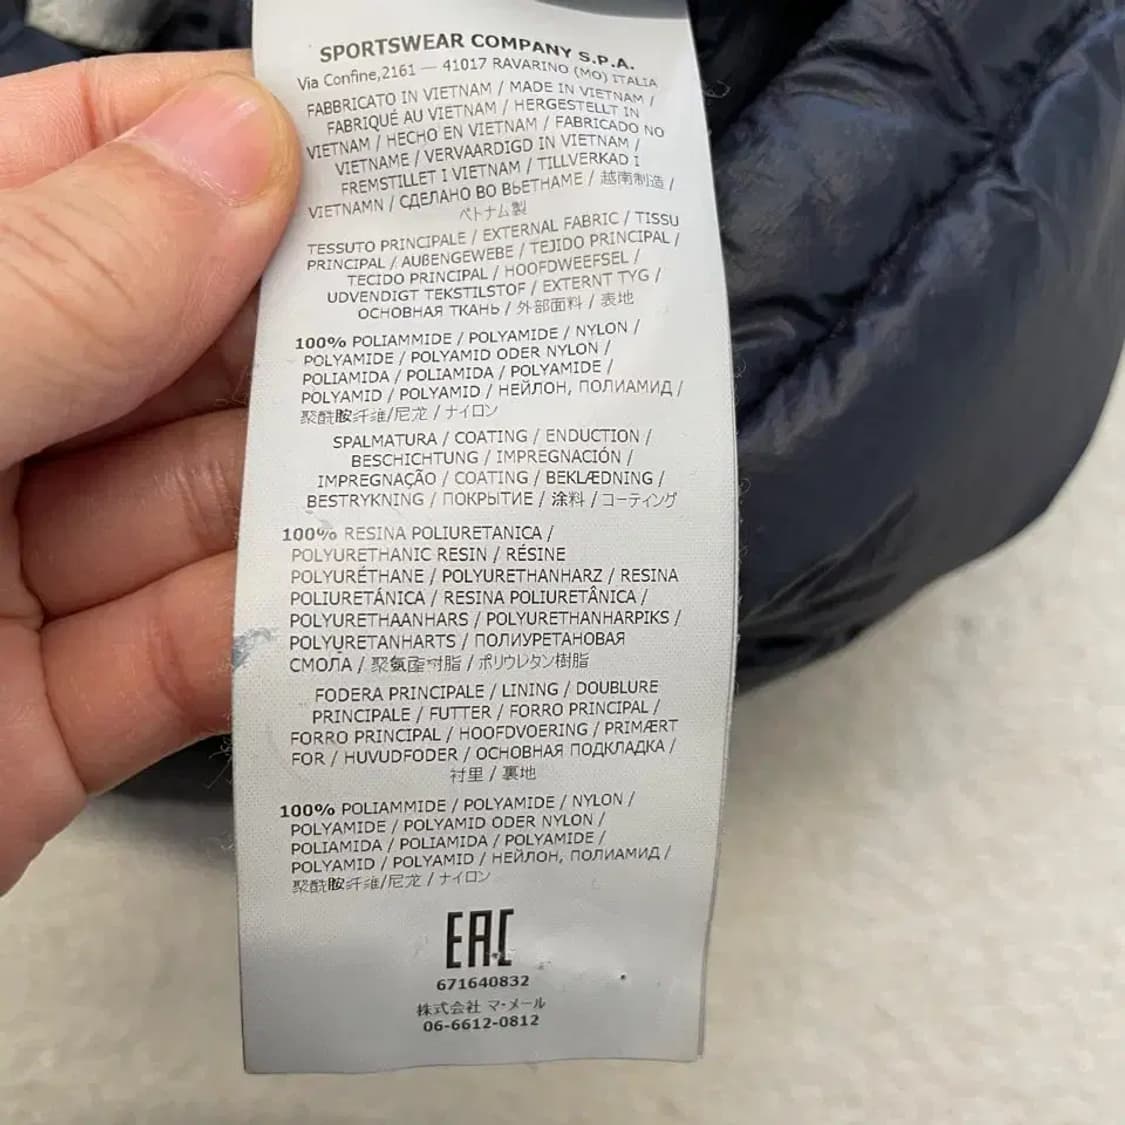 SPORTSWEAR COMPANY S.P.A.
Via Confine,2161 — 41017 RAVARINO (MO) ITALIA
FABBRICATO IN VIETNAM / MADE IN VIETNAM /
FABRIQUÉ AU VIETNAM / HERGESTELLT IN
VIETNAM / HECHO EN VIETNAM / FABRICADO NO
VIETNAME / VERVAARDIGD IN VIETNAM /
FREMSTILLET I VIETNAM / TILLVERKAD I
VIETNAMN / СДЕЛАНО ВО ВЬЕТНАМЕ / 越南制造 /
ベトナム製
TESSUTO PRINCIPALE / EXTERNAL FABRIC / TISSU
PRINCIPAL / AUßENGEWEBE / TEJIDO PRINCIPAL /
TECIDO PRINCIPAL / HOOFDWEEFSEL /
UDVENDIGT TEKSTILSTOF / EXTERNT TYG /
ОСНОВНАЯ ТКАНЬ / 外部面料 / 表地
100% POLIAMMIDE / POLYAMIDE / NYLON /
POLYAMIDE / POLYAMID ODER NYLON /
POLIAMIDA / POLIAMIDA / POLYAMIDE /
POLYAMID / POLYAMID / НЕЙЛОН, ПОЛИАМИД /
聚酰胺纤维/尼龙 / ナイロン
SPALMATURA / COATING / ENDUCTION /
BESCHICHTUNG / IMPREGNACIÓN /
IMPREGNAÇÃO / COATING / BEKLÆDNING /
BESTRYKNING / ПОКРЫТИЕ / 涂料 / コーティング
100% RESINA POLIURETANICA /
POLYURETHANIC RESIN / RÉSINE
POLYURÉTHANE / POLYURETHANHARZ / RESINA
POLIURETÁNICA / RESINA POLIURETÂNICA /
POLYURETHAANHARS / POLYURETHANHARPIKS /
POLYURETANHARTS / ПОЛИУРЕТАНОВАЯ
СМОЛА / 聚氨酯树脂 / ポリウレタン樹脂
FODERA PRINCIPALE / LINING / DOUBLURE
PRINCIPALE / FUTTER / FORRO PRINCIPAL /
FORRO PRINCIPAL / HOOFDVOERING / PRIMÆRT
FOR / HUVUDFODER / ОСНОВНАЯ ПОДКЛАДКА /
衬里 / 裏地
100% POLIAMMIDE / POLYAMIDE / NYLON /
POLYAMIDE / POLYAMID ODER NYLON /
POLIAMIDA / POLIAMIDA / POLYAMIDE /
POLYAMID / POLYAMID / НЕЙЛОН, ПОЛИАМИД /
聚酰胺纤维/尼龙 / ナイロン
EAC
671640832
株式会社 マ・メール
06-6612-0812